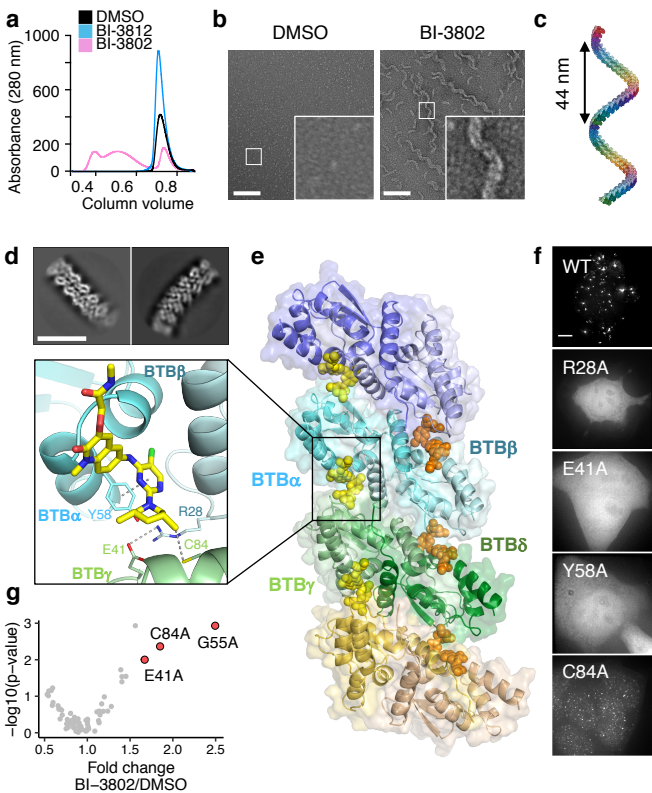 a
DMSO
BI-3812
BI-3802
Absorbance (280 nm)
1000
600
400
200
0
0.4
0.6
0.8
Column volume
b
DMSO
BI-3802
c
44 nm
d
BTBβ
BTBα
Y58
R28
E41
C84
BTBγ
e
BTBα
BTBβ
BTBδ
BTBγ
f
WT
R28A
E41A
Y58A
C84A
g
−log10(p−value)
3
2
1
0
C84A
G55A
E41A
0.5
1.0
1.5
2.0
2.5
Fold change
BI−3802/DMSO